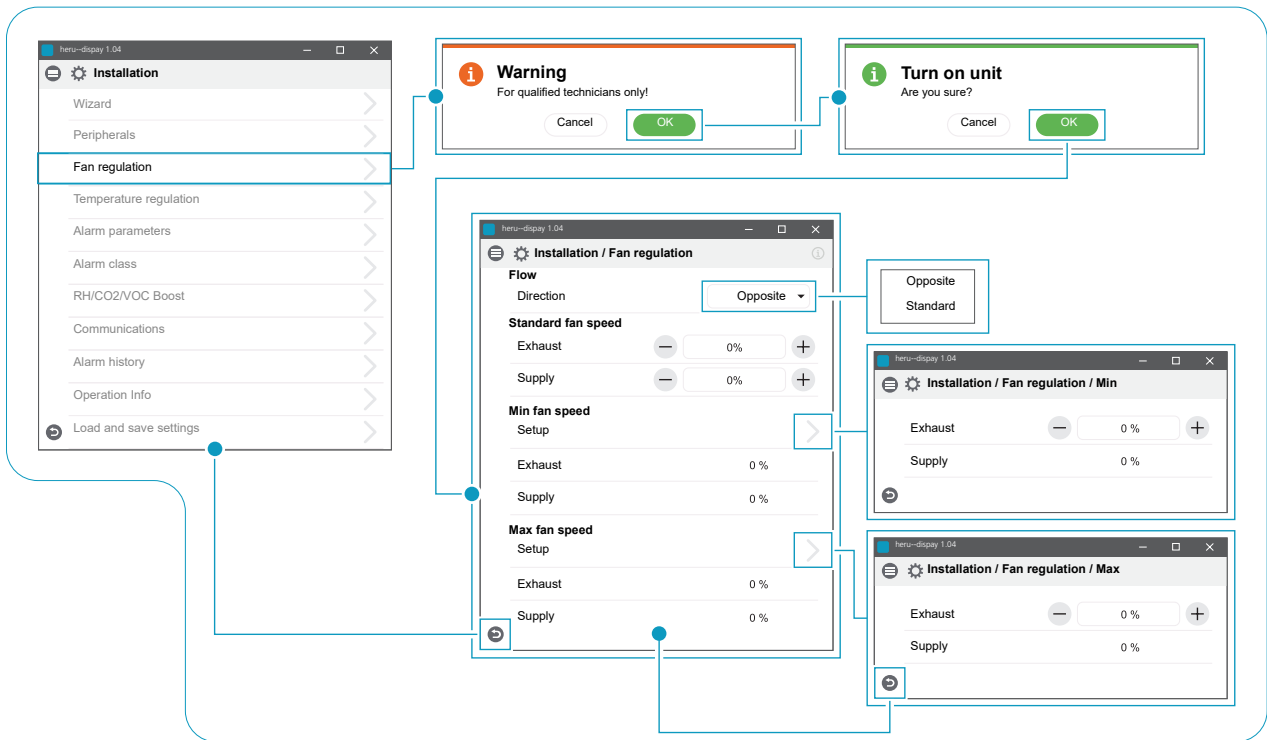 heru--dispay 1.04
Installation
Wizard
Peripherals
Fan regulation
Temperature regulation
Alarm parameters
Alarm class
RH/CO2/VOC Boost
Communications
Alarm history
Operation Info
Load and save settings
Warning
For qualified technicians only!
Cancel OK
Turn on unit
Are you sure?
Cancel OK
heru--dispay 1.04
Installation / Fan regulation
Flow
Direction Opposite
Standard fan speed
Exhaust 0%
Supply 0%
Min fan speed
Setup
Exhaust 0 %
Supply 0 %
Max fan speed
Setup
Exhaust 0 %
Supply 0 %
Opposite
Standard
heru--dispay 1.04
Installation / Fan regulation / Min
Exhaust 0 %
Supply 0 %
heru--dispay 1.04
Installation / Fan regulation / Max
Exhaust 0 %
Supply 0 %